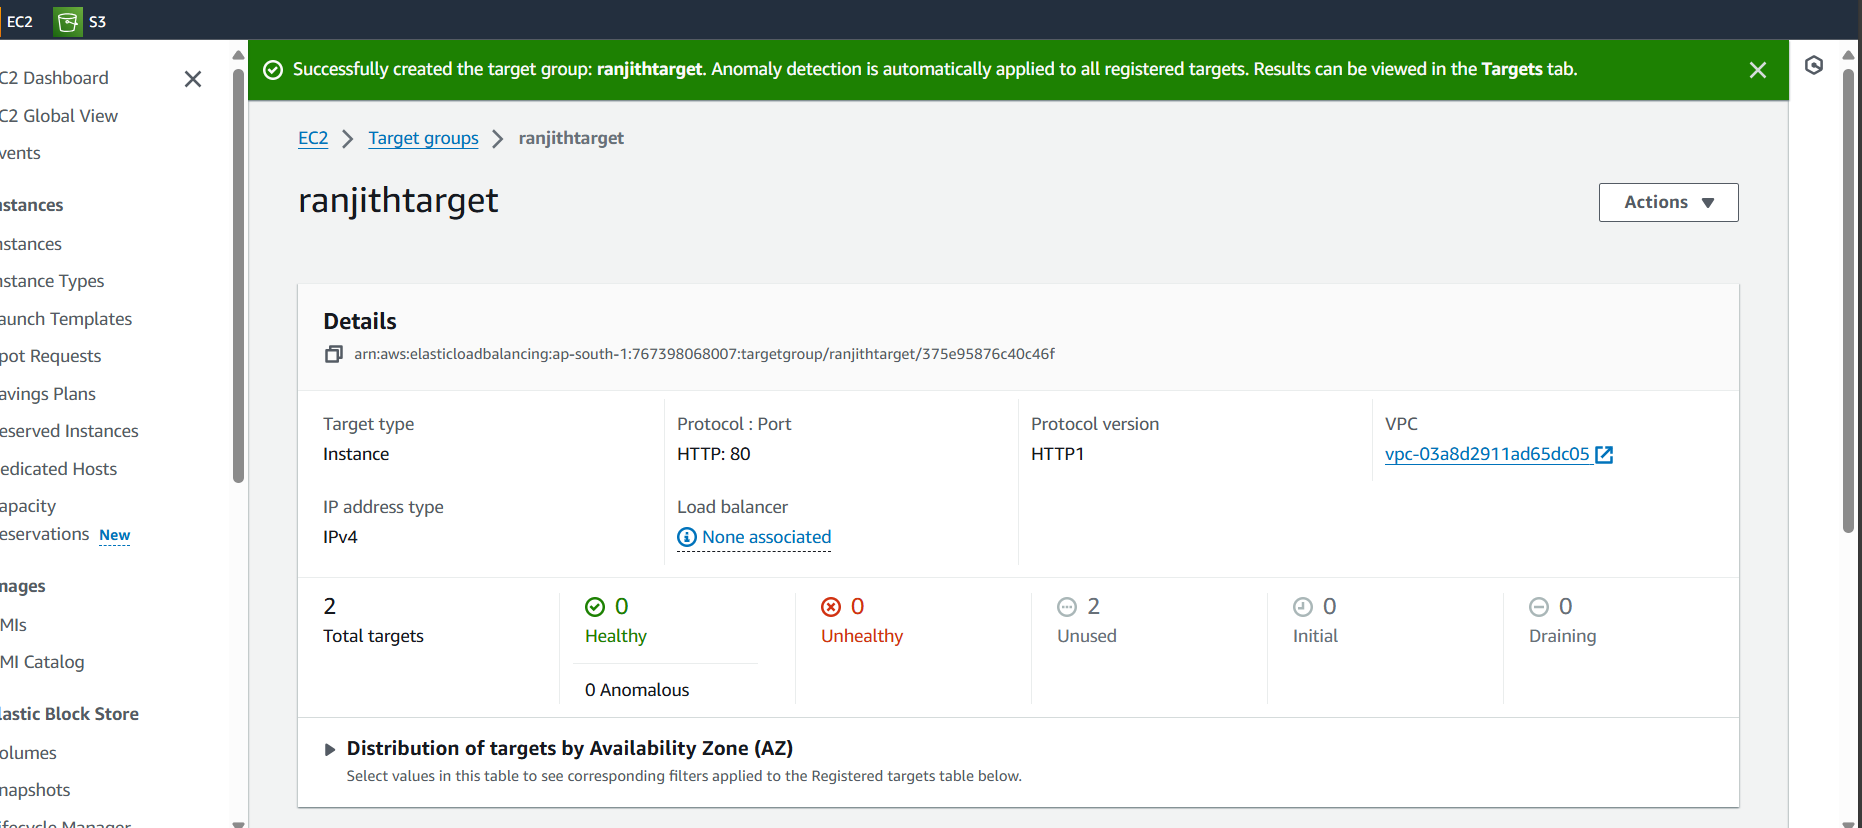 EC2 S3
C2 Dashboard
C2 Global View
vents
nstances
nstances
nstance Types
aunch Templates
pot Requests
avings Plans
eserved Instances
edicated Hosts
apacity
eservations New
mages
MIs
MI Catalog
lastic Block Store
olumes
napshots
ifecycle Manager
Successfully created the target group: ranjithtarget. Anomaly detection is automatically applied to all registered targets. Results can be viewed in the Targets tab.
EC2 > Target groups > ranjithtarget
ranjithtarget
Actions
Details
arn:aws:elasticloadbalancing:ap-south-1:767398068007:targetgroup/ranjithtarget/375e95876c40c46f
Target type
Instance
Protocol : Port
HTTP: 80
Protocol version
HTTP1
VPC
vpc-03a8d2911ad65dc05
IP address type
IPv4
Load balancer
None associated
2
Total targets
0
Healthy
0 Anomalous
0
Unhealthy
2
Unused
0
Initial
0
Draining
Distribution of targets by Availability Zone (AZ)
Select values in this table to see corresponding filters applied to the Registered targets table below.